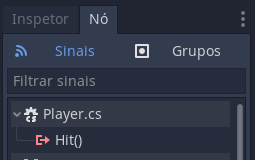 Inspetor Nó
Sinais Grupos
Filtrar sinais
Player.cs
Hit()